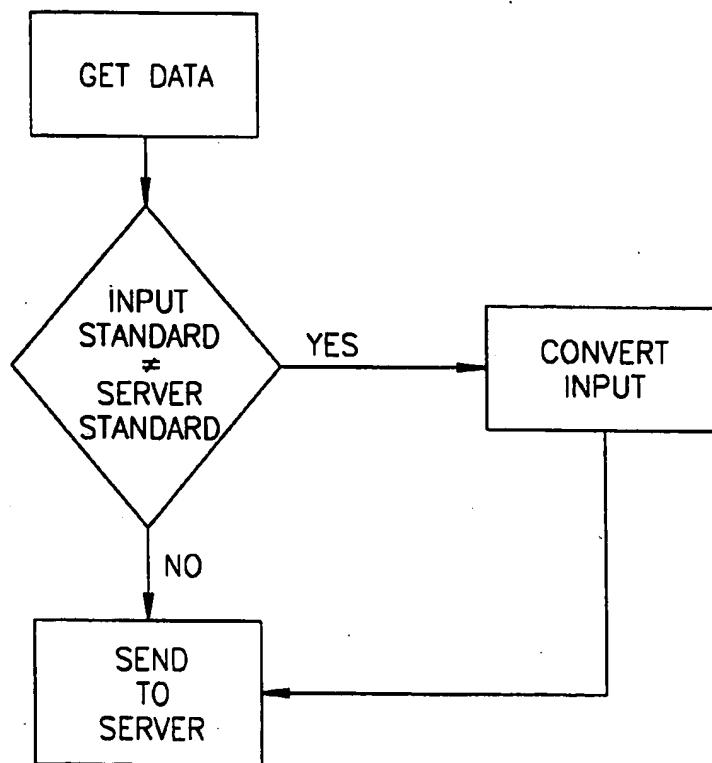 GET DATA
INPUT
STANDARD
≠
SERVER
STANDARD
YES
CONVERT
INPUT
NO
SEND
TO
SERVER